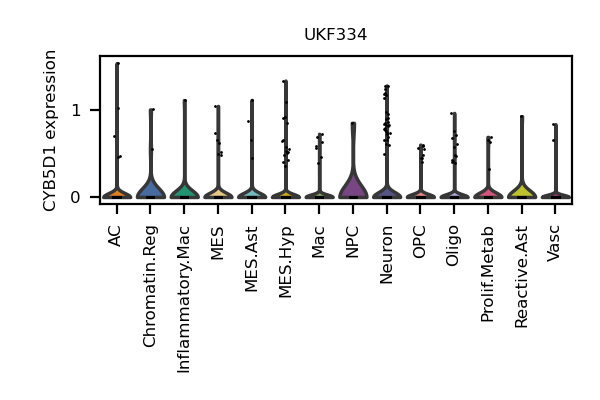 UKF334
CYB5D1 expression
1
0
AC
Chromatin.Reg
Inflammatory.Mac
MES
MES.Ast
MES.Hyp
Mac
NPC
Neuron
OPC
Oligo
Prolif.Metab
Reactive.Ast
Vasc